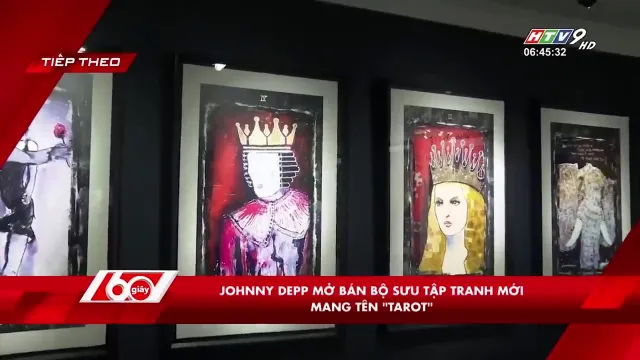 TIẾP THEO
HTV9 HD
06:45:32
60 giây
JOHNNY DEPP MỞ BÁN BỘ SƯU TẬP TRANH MỚI
MANG TÊN "TAROT"